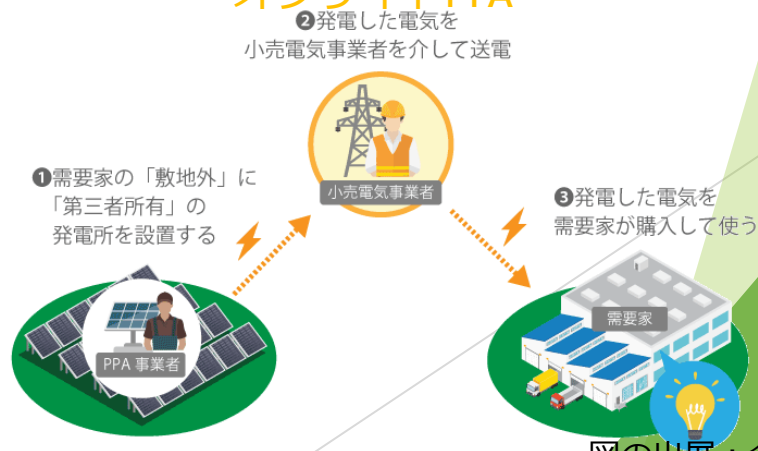 ❷発電した電気を
小売電気事業者を介して送電
小売電気事業者
❶需要家の「敷地外」に
「第三者所有」の
発電所を設置する
❸発電した電気を
需要家が購入して使う
PPA 事業者
需要家
図の出展